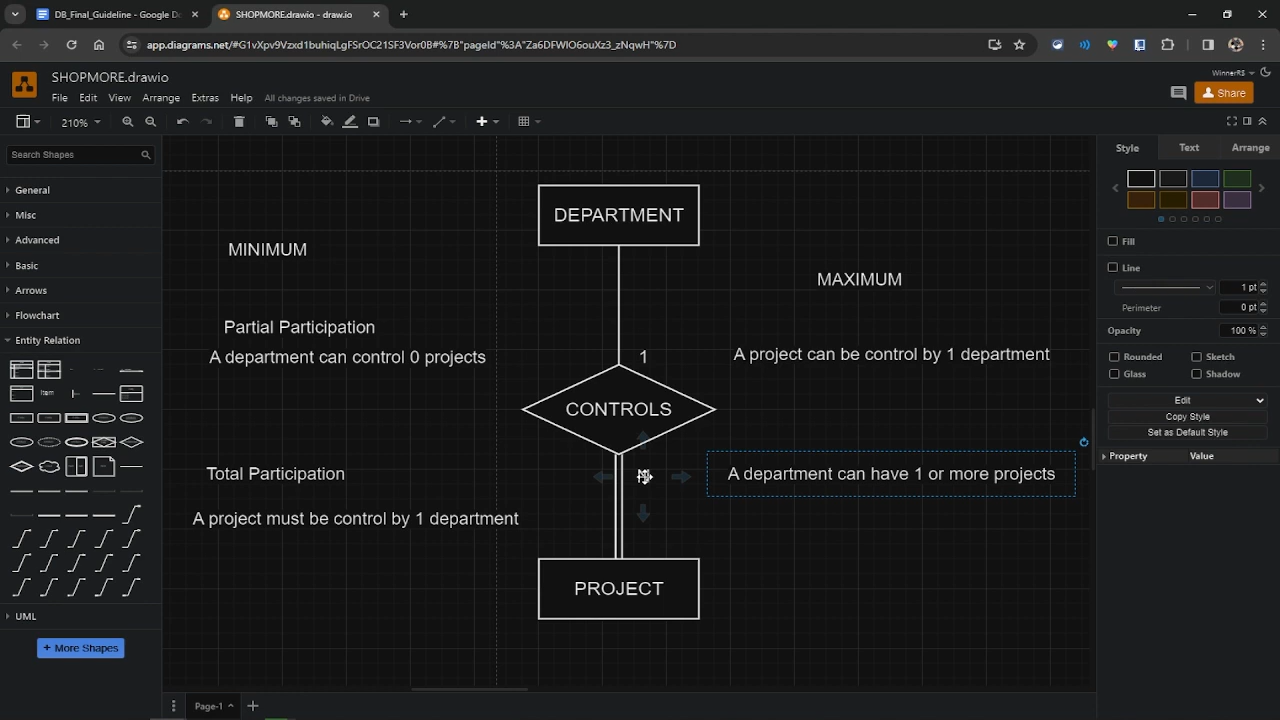 DB_Final_Guideline - Google Do
SHOPMORE.drawio - draw.io
app.diagrams.net/#G1vXpv9Vzxd1buhiqLgFSrOC21SF3Vor0B#%7B"pageId"%3A"Za6DFWIO6ouXz3_zNqwH"%7D
SHOPMORE.drawio
WinnerRS
File Edit View Arrange Extras Help All changes saved in Drive
Share
210%
Search Shapes
General
Misc
Advanced
Basic
Arrows
Flowchart
Entity Relation
Item
UML
+ More Shapes
DEPARTMENT
MINIMUM
MAXIMUM
Partial Participation
A department can control 0 projects
1
A project can be control by 1 department
CONTROLS
Total Participation
A department can have 1 or more projects
A project must be control by 1 department
PROJECT
Style Text Arrange
Fill
Line
1 pt
Perimeter 0 pt
Opacity 100 %
Rounded Sketch
Glass Shadow
Edit
Copy Style
Set as Default Style
Property Value
Page-1